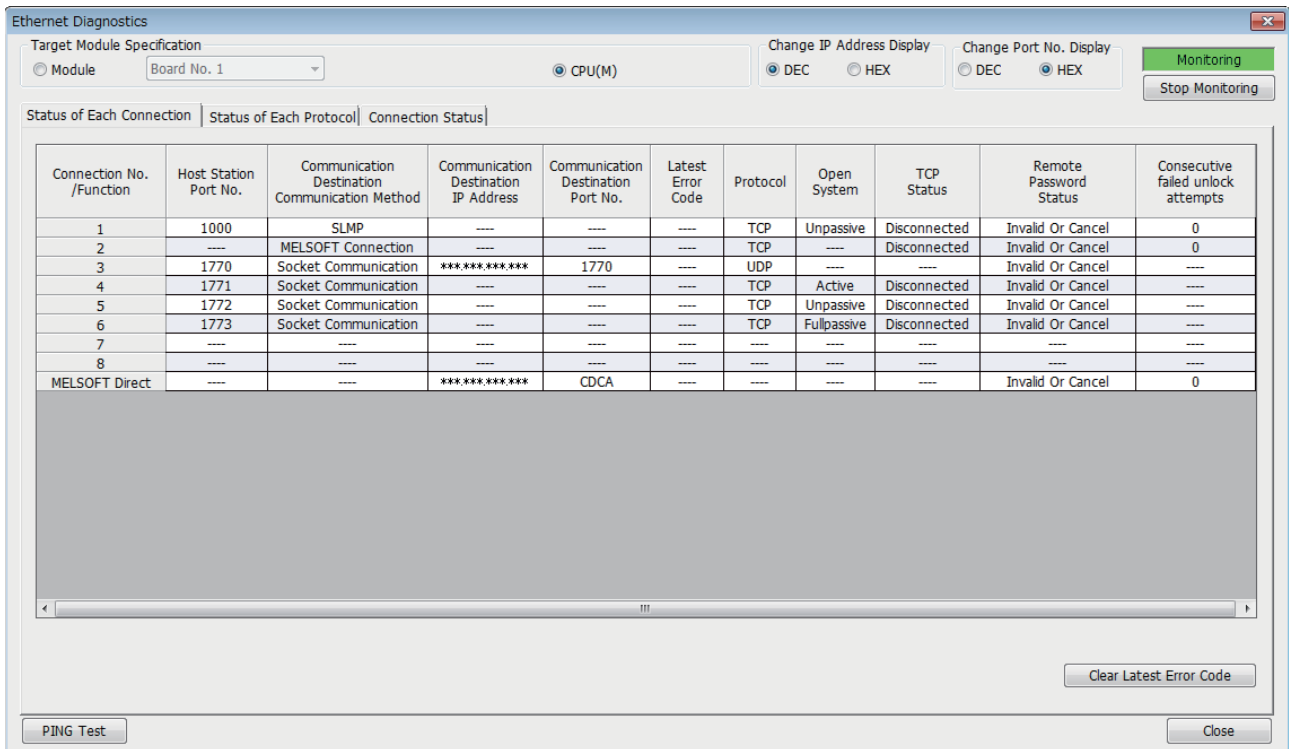 Ethernet Diagnostics
Target Module Specification
Module
Board No. 1
CPU(M)
Change IP Address Display
DEC
HEX
Change Port No. Display
DEC
HEX
Monitoring
Stop Monitoring
Status of Each Connection
Status of Each Protocol
Connection Status
Connection No. /Function
Host Station Port No.
Communication Destination Communication Method
Communication Destination IP Address
Communication Destination Port No.
Latest Error Code
Protocol
Open System
TCP Status
Remote Password Status
Consecutive failed unlock attempts
1 1000 SLMP ---- ---- ---- TCP Unpassive Disconnected Invalid Or Cancel 0
2 ---- MELSOFT Connection ---- ---- ---- TCP ---- Disconnected Invalid Or Cancel 0
3 1770 Socket Communication ***.***.***.*** 1770 ---- UDP ---- ---- Invalid Or Cancel ----
4 1771 Socket Communication ---- ---- ---- TCP Active Disconnected Invalid Or Cancel ----
5 1772 Socket Communication ---- ---- ---- TCP Unpassive Disconnected Invalid Or Cancel ----
6 1773 Socket Communication ---- ---- ---- TCP Fullpassive Disconnected Invalid Or Cancel ----
7 ---- ---- ---- ---- ---- ---- ---- ---- ---- ----
8 ---- ---- ---- ---- ---- ---- ---- ---- ---- ----
MELSOFT Direct ---- ---- ***.***.***.*** CDCA ---- ---- ---- ---- Invalid Or Cancel 0
Clear Latest Error Code
PING Test
Close